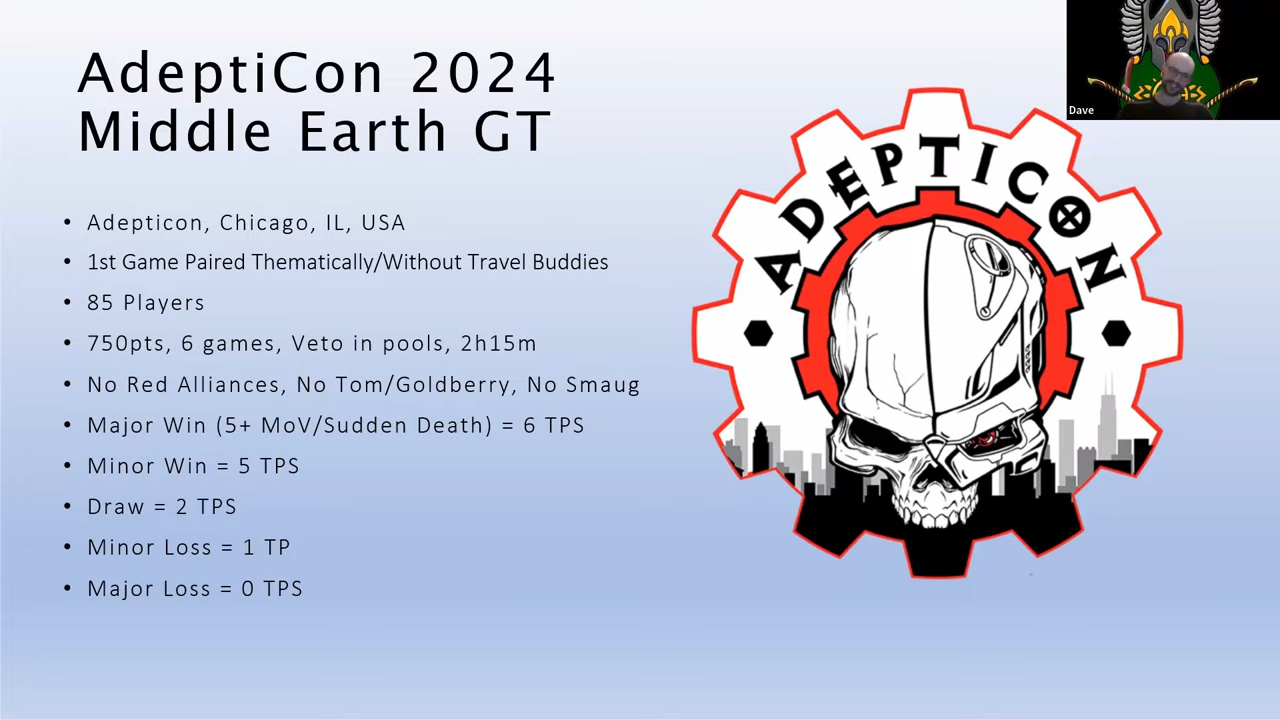 AdeptiCon 2024
Middle Earth GT
• Adepticon, Chicago, IL, USA
• 1st Game Paired Thematically/Without Travel Buddies
• 85 Players
• 750pts, 6 games, Veto in pools, 2h15m
• No Red Alliances, No Tom/Goldberry, No Smaug
• Major Win (5+ MoV/Sudden Death) = 6 TPS
• Minor Win = 5 TPS
• Draw = 2 TPS
• Minor Loss = 1 TP
• Major Loss = 0 TPS
ADEPTICON
Dave